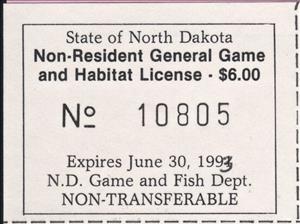 State of North Dakota
Non-Resident General Game
and Habitat License - $6.00
No 10805
Expires June 30, 1993
N.D. Game and Fish Dept.
NON-TRANSFERABLE